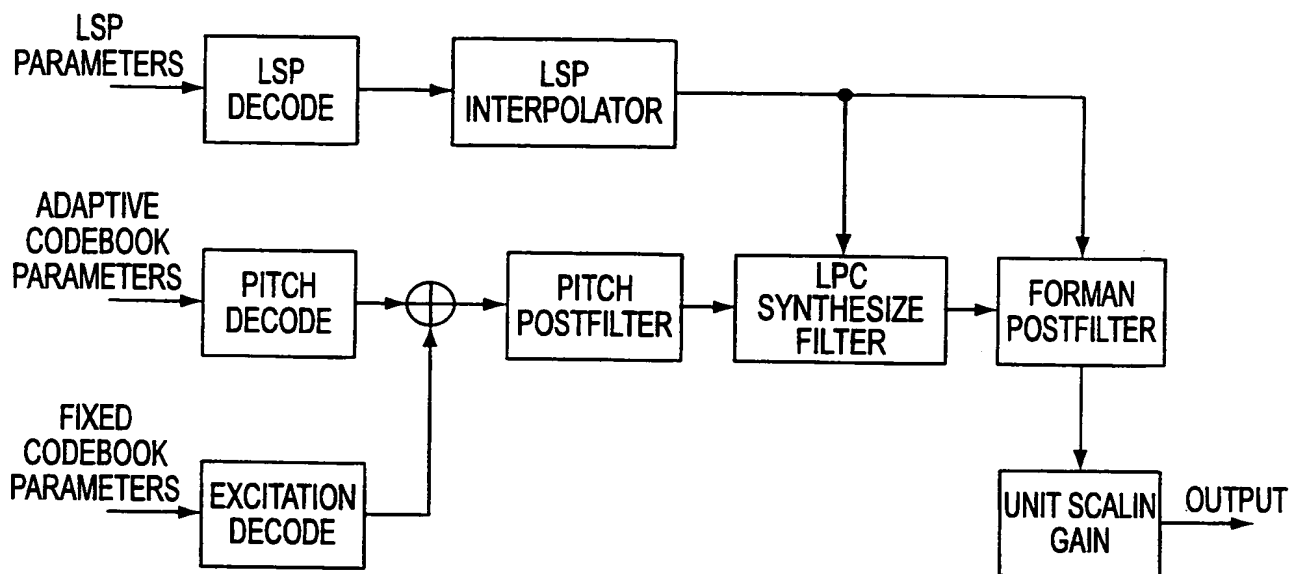 LSP
PARAMETERS
LSP
DECODE
LSP
INTERPOLATOR
ADAPTIVE
CODEBOOK
PARAMETERS
PITCH
DECODE
PITCH
POSTFILTER
LPC
SYNTHESIZE
FILTER
FORMAN
POSTFILTER
FIXED
CODEBOOK
PARAMETERS
EXCITATION
DECODE
UNIT SCALIN
GAIN
OUTPUT